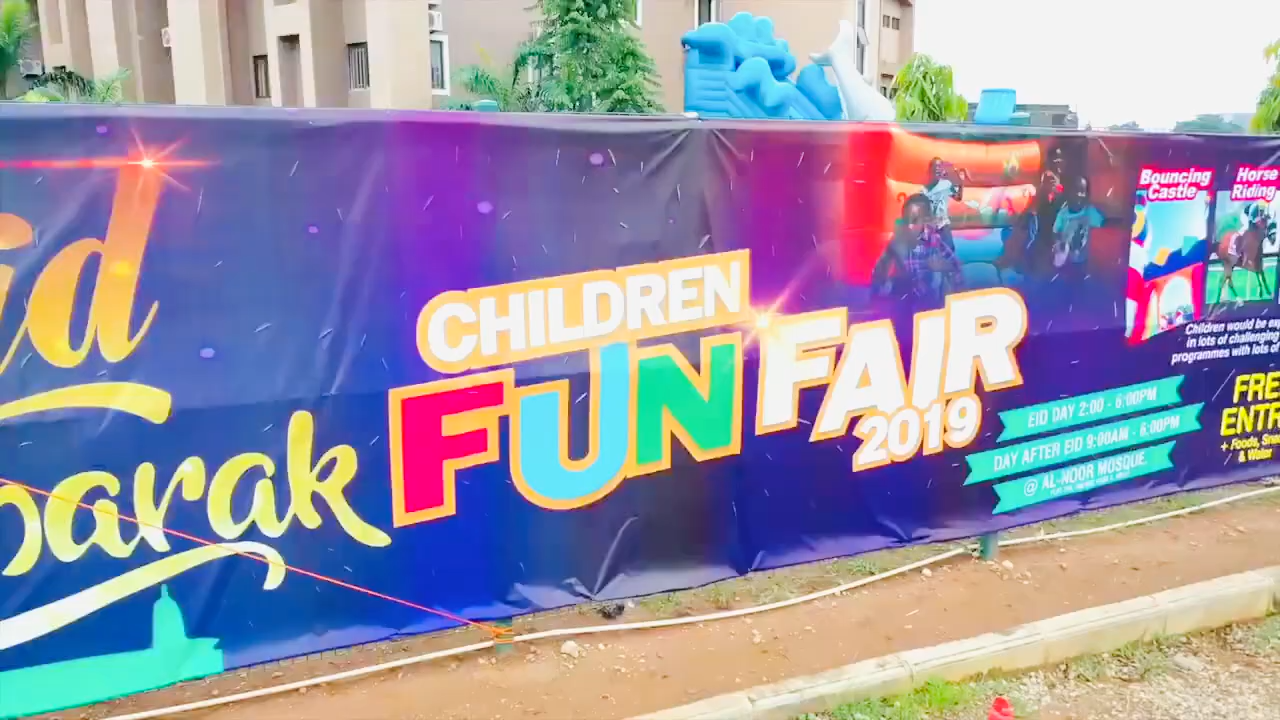 id
barak
CHILDREN
FUN FAIR
2019
EID DAY 2:00 - 6:00PM
DAY AFTER EID 9:00AM - 6:00PM
@ AL-NOOR MOSQUE,
Bouncing
Castle
Horse
Riding
Children would be en
in lots of challenging
programmes with lots of
FRE
ENTR
+ Foods, Sn
& Water